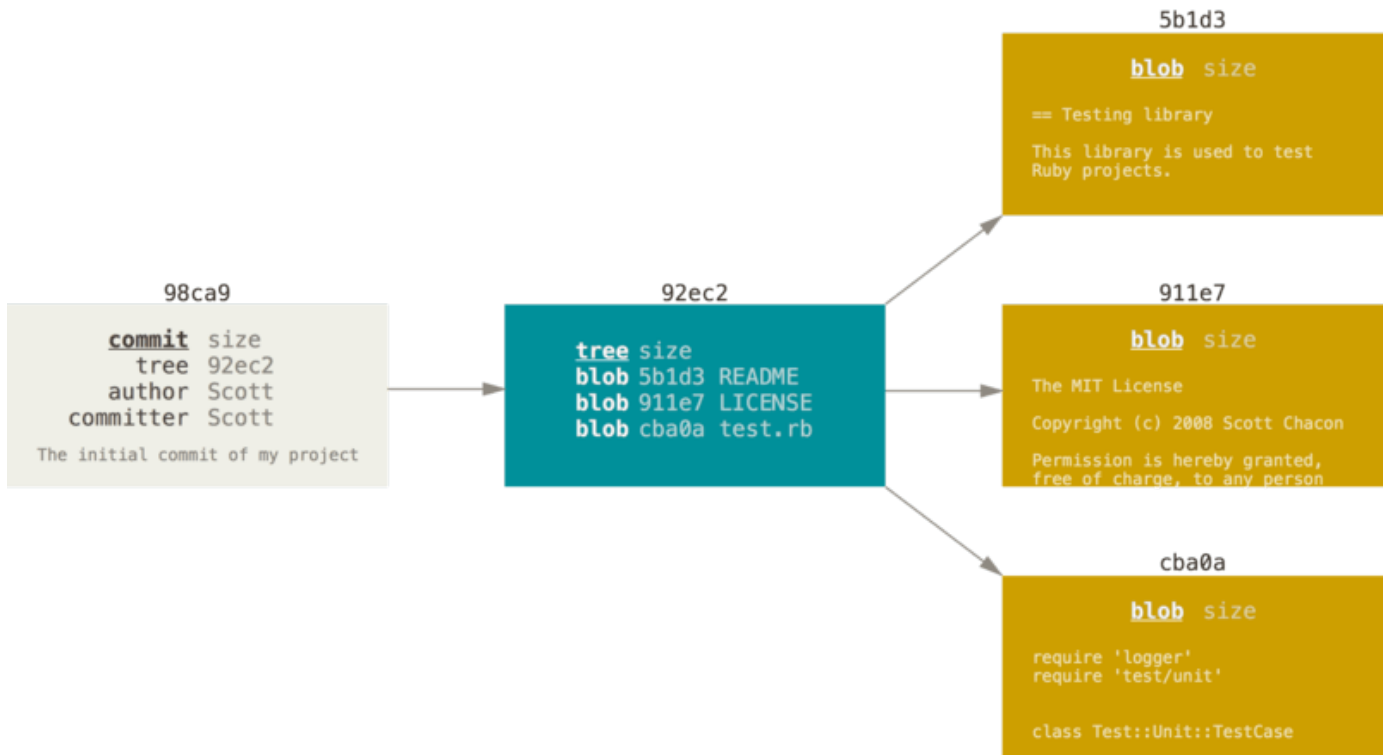 98ca9
commit size
tree 92ec2
author Scott
committer Scott
The initial commit of my project
92ec2
tree size
blob 5b1d3 README
blob 911e7 LICENSE
blob cba0a test.rb
5b1d3
blob size
== Testing library
This library is used to test
Ruby projects.
911e7
blob size
The MIT License
Copyright (c) 2008 Scott Chacon
Permission is hereby granted,
free of charge, to any person
cba0a
blob size
require 'logger'
require 'test/unit'
class Test::Unit::TestCase